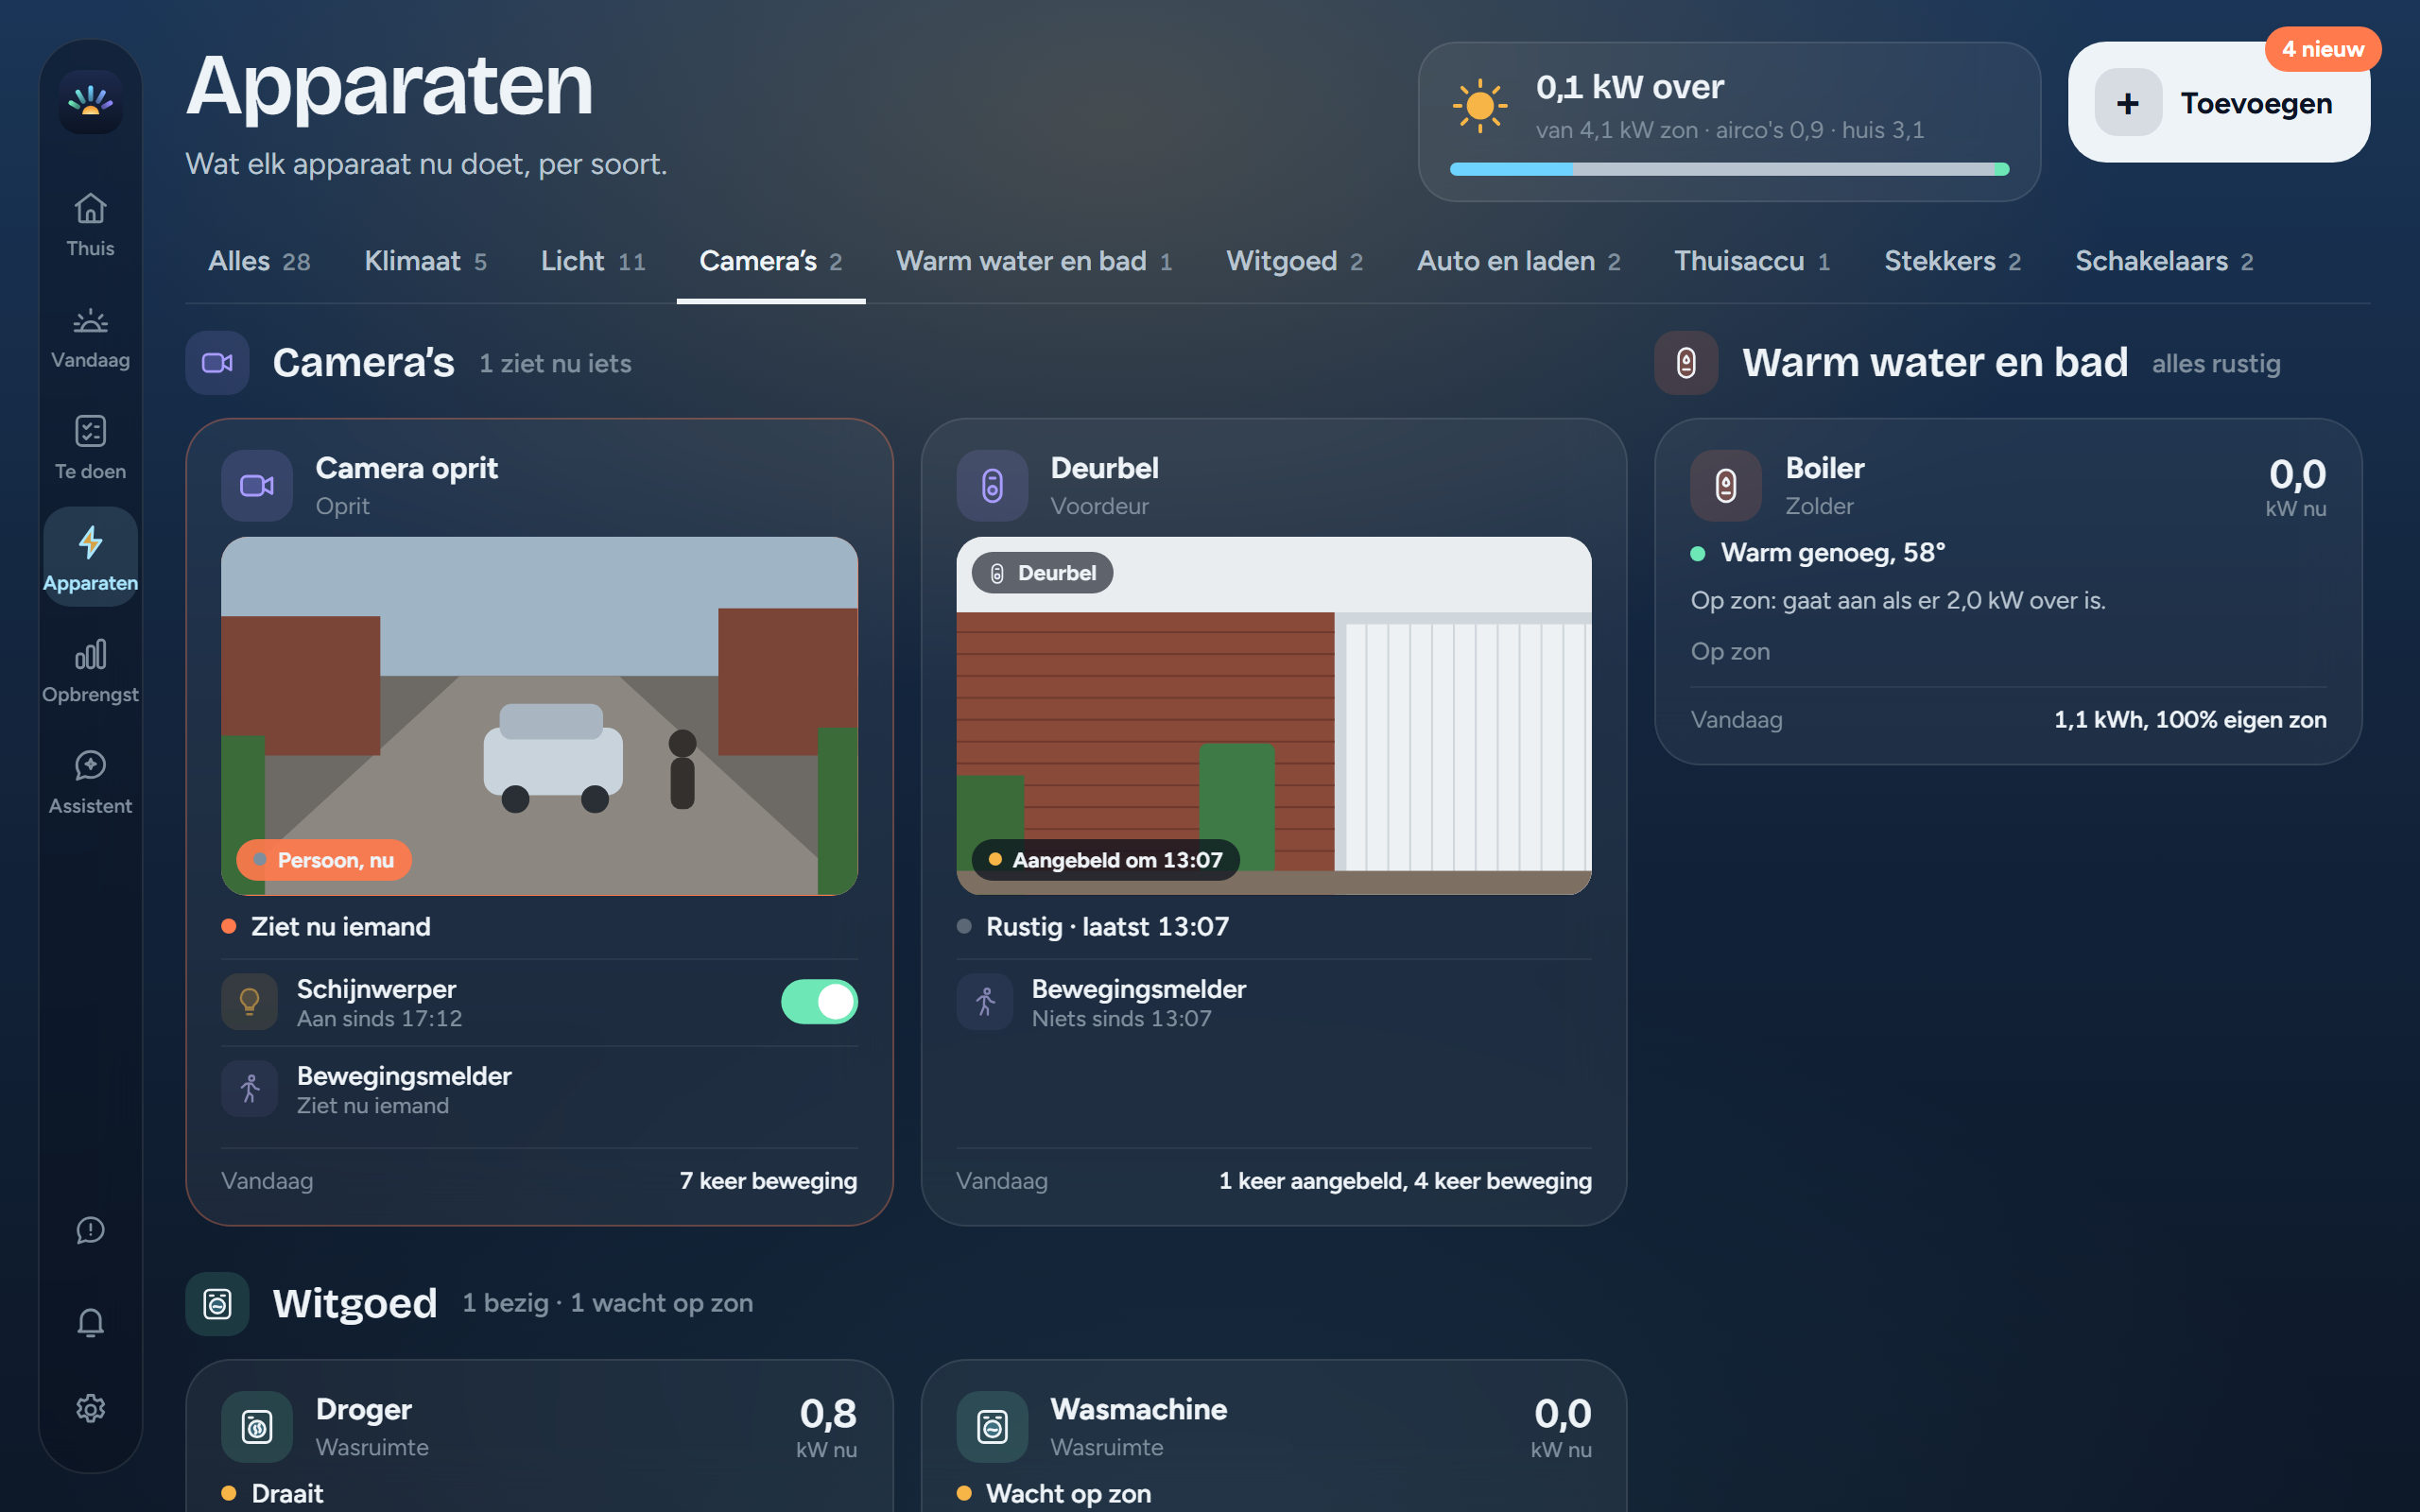 Apparaten
Wat elk apparaat nu doet, per soort.
0,1 kW over
van 4,1 kW zon · airco's 0,9 · huis 3,1
4 nieuw
+ Toevoegen
Thuis
Vandaag
Te doen
Apparaten
Opbrengst
Assistent
Alles 28
Klimaat 5
Licht 11
Camera’s 2
Warm water en bad 1
Witgoed 2
Auto en laden 2
Thuisaccu 1
Stekkers 2
Schakelaars 2
Camera’s 1 ziet nu iets
Camera oprit
Oprit
Persoon, nu
Ziet nu iemand
Schijnwerper
Aan sinds 17:12
Bewegingsmelder
Ziet nu iemand
Vandaag 7 keer beweging
Deurbel
Voordeur
Deurbel
Aangebeld om 13:07
Rustig · laatst 13:07
Bewegingsmelder
Niets sinds 13:07
Vandaag 1 keer aangebeld, 4 keer beweging
Warm water en bad alles rustig
Boiler
Zolder
0,0
kW nu
Warm genoeg, 58°
Op zon: gaat aan als er 2,0 kW over is.
Op zon
Vandaag 1,1 kWh, 100% eigen zon
Witgoed 1 bezig · 1 wacht op zon
Droger
Wasruimte
0,8
kW nu
Draait
Wasmachine
Wasruimte
0,0
kW nu
Wacht op zon